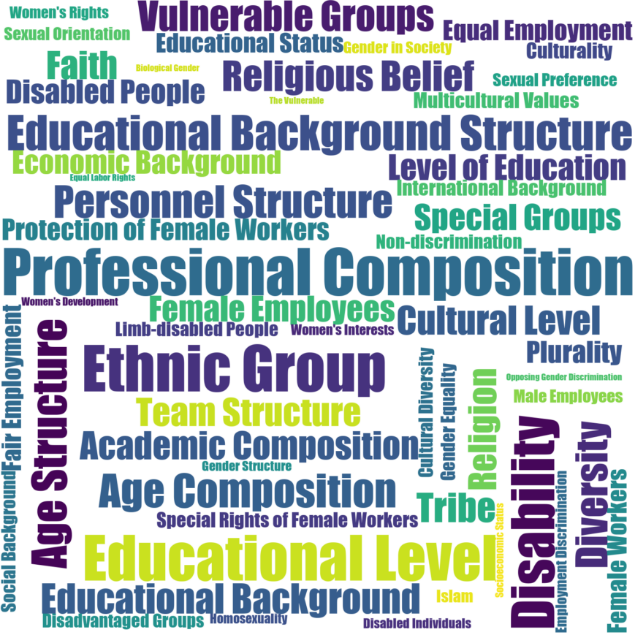 Women's Rights
Vulnerable Groups
Equal Employment
Sexual Orientation
Educational Status
Gender in Society
Culturality
Faith
Biological Gender
Religious Belief
Sexual Preference
Disabled People
The Vulnerable
Multicultural Values
Educational Background Structure
Economic Background
Level of Education
Equal Labor Rights
International Background
Personnel Structure
Special Groups
Protection of Female Workers
Non-discrimination
Professional Composition
Women's Development
Female Employees
Cultural Level
Limb-disabled People
Women's Interests
Plurality
Fair Employment
Age Structure
Ethnic Group
Cultural Diversity
Gender Equality
Religion
Opposing Gender Discrimination
Male Employees
Team Structure
Academic Composition
Gender Structure
Disability
Diversity
Social Background
Age Composition
Tribe
Special Rights of Female Workers
Socioeconomic Status
Employment Discrimination
Female Workers
Educational Level
Educational Background
Islam
Disadvantaged Groups
Homosexuality
Disabled Individuals